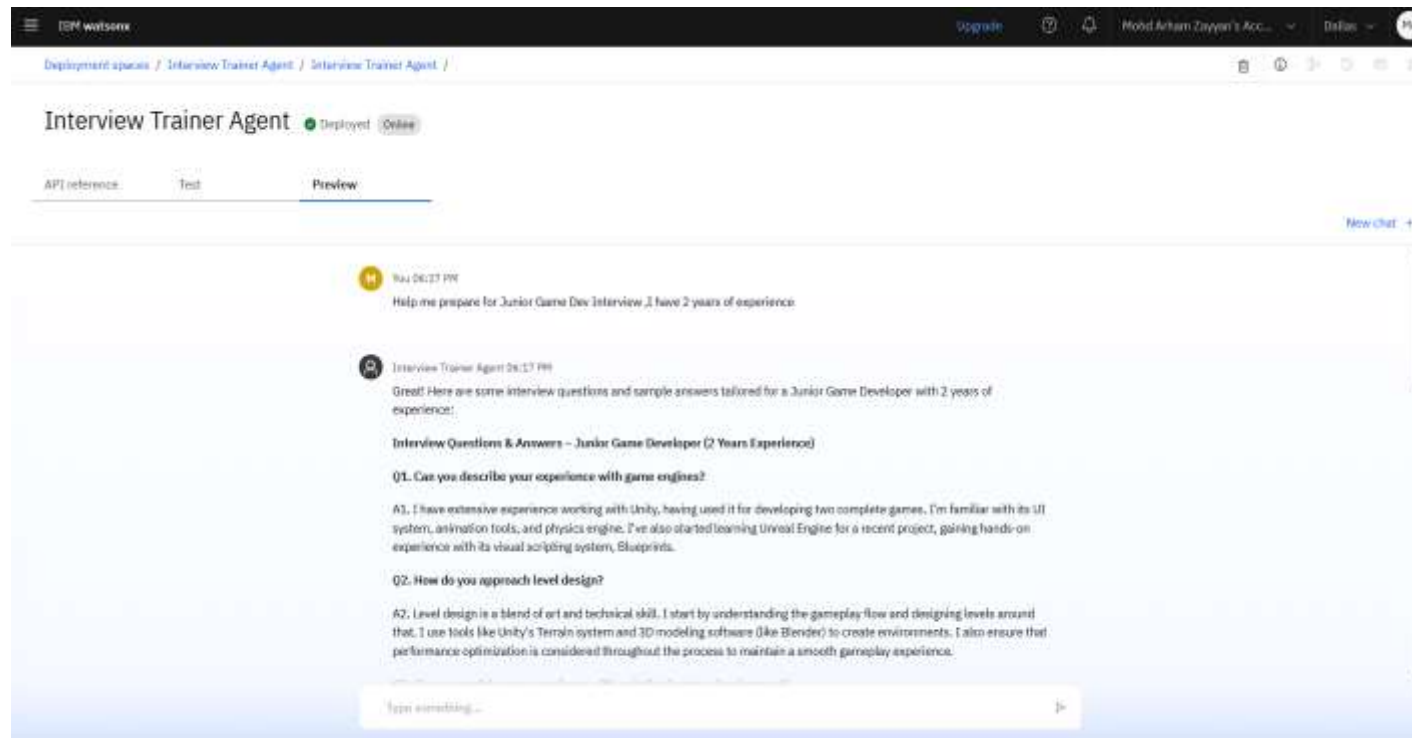 IBM watsonx
Upgrade
Mohd Arham Zayyan's Acc...
Dallas
M
Deployment spaces / Interview Trainer Agent / Interview Trainer Agent /
Interview Trainer Agent
Deployed
Online
API reference
Test
Preview
New chat +
M
You 06:17 PM
Help me prepare for Junior Game Dev Interview ,I have 2 years of experience
Interview Trainer Agent 06:17 PM
Great! Here are some interview questions and sample answers tailored for a Junior Game Developer with 2 years of
experience:
Interview Questions & Answers – Junior Game Developer (2 Years Experience)
Q1. Can you describe your experience with game engines?
A1. I have extensive experience working with Unity, having used it for developing two complete games. I'm familiar with its UI
system, animation tools, and physics engine. I've also started learning Unreal Engine for a recent project, gaining hands-on
experience with its visual scripting system, Blueprints.
Q2. How do you approach level design?
A2. Level design is a blend of art and technical skill. I start by understanding the gameplay flow and designing levels around
that. I use tools like Unity's Terrain system and 3D modeling software (like Blender) to create environments. I also ensure that
performance optimization is considered throughout the process to maintain a smooth gameplay experience.
Type something...